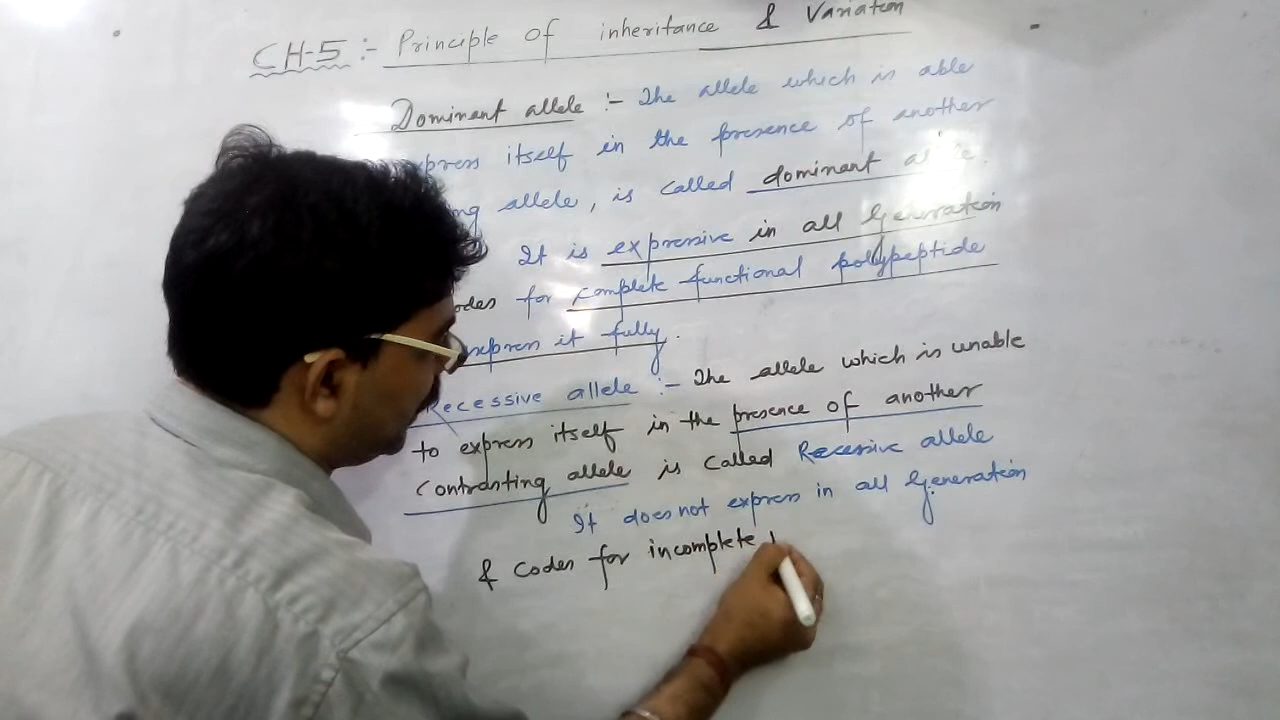 CH-5 :- Principle of inheritance & Variation
Dominant allele :- The allele which is able
express itself in the presence of another
allele, is called dominant allele.
It is expressive in all Generation
codes for complete functional polypeptide
express it fully.
Recessive allele :- The allele which is unable
to express itself in the presence of another
Contrasting allele is called Recessive allele
It does not express in all Generation
& codes for incomplete